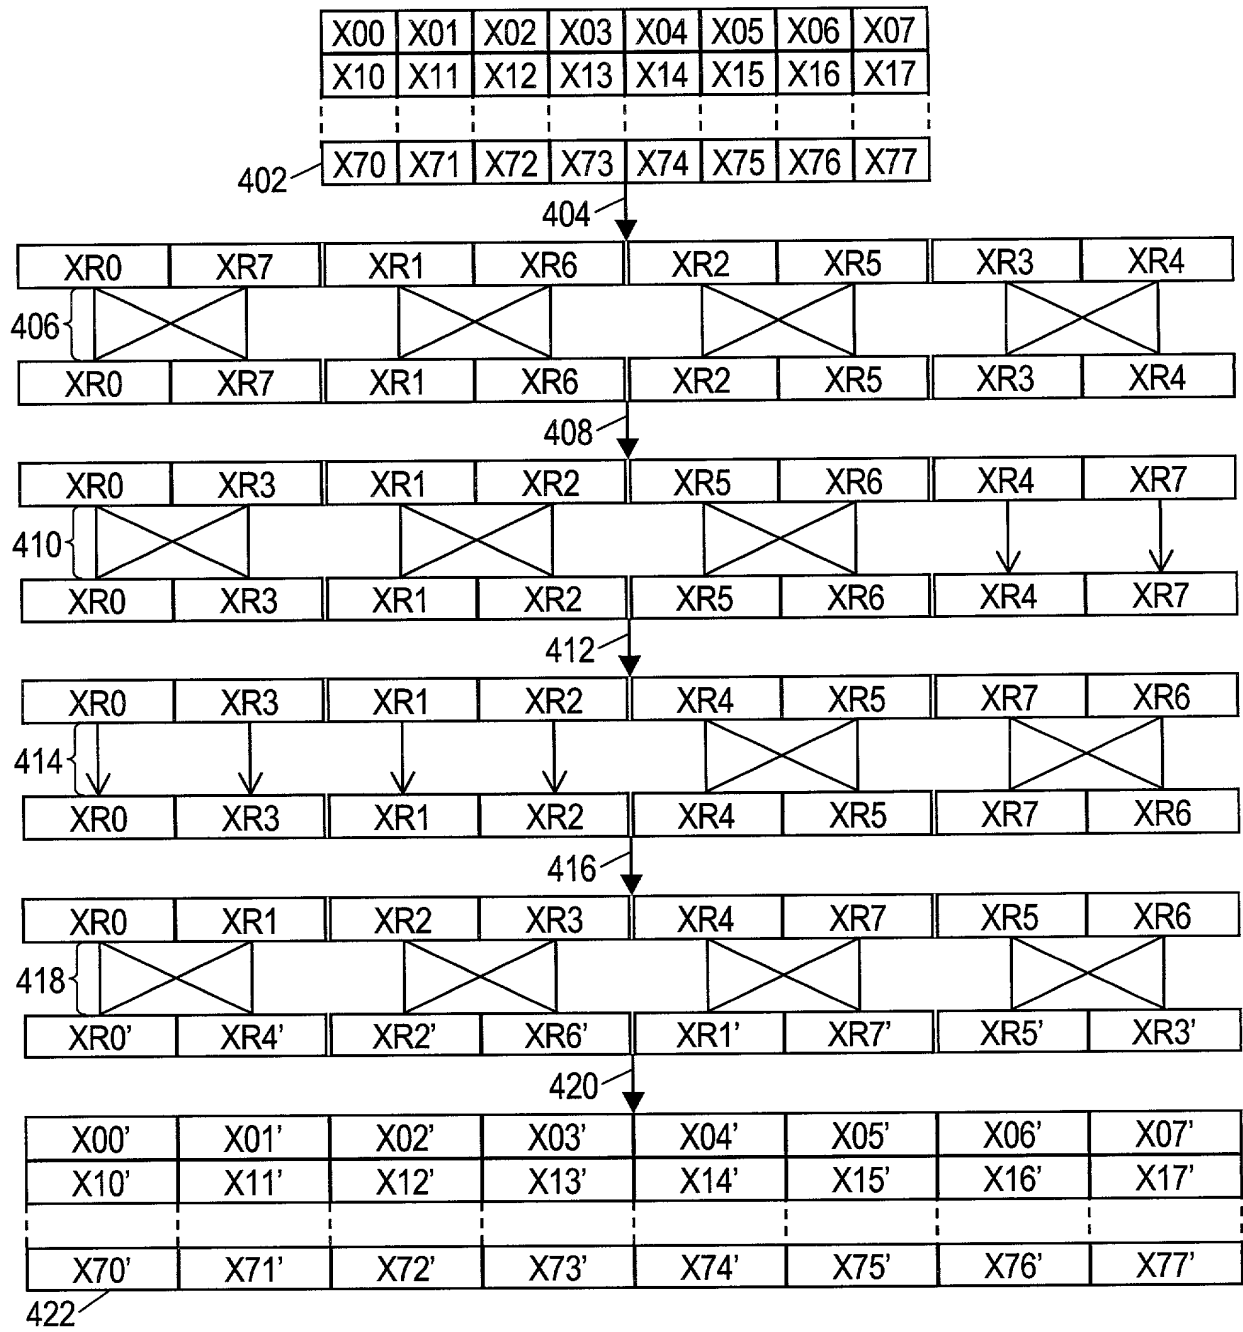 X00 X01 X02 X03 X04 X05 X06 X07
X10 X11 X12 X13 X14 X15 X16 X17
402 X70 X71 X72 X73 X74 X75 X76 X77
404
XR0 XR7 XR1 XR6 XR2 XR5 XR3 XR4
406
XR0 XR7 XR1 XR6 XR2 XR5 XR3 XR4
408
XR0 XR3 XR1 XR2 XR5 XR6 XR4 XR7
410
XR0 XR3 XR1 XR2 XR5 XR6 XR4 XR7
412
XR0 XR3 XR1 XR2 XR4 XR5 XR7 XR6
414
XR0 XR3 XR1 XR2 XR4 XR5 XR7 XR6
416
XR0 XR1 XR2 XR3 XR4 XR7 XR5 XR6
418
XR0’ XR4’ XR2’ XR6’ XR1’ XR7’ XR5’ XR3’
420
X00’ X01’ X02’ X03’ X04’ X05’ X06’ X07’
X10’ X11’ X12’ X13’ X14’ X15’ X16’ X17’
X70’ X71’ X72’ X73’ X74’ X75’ X76’ X77’
422